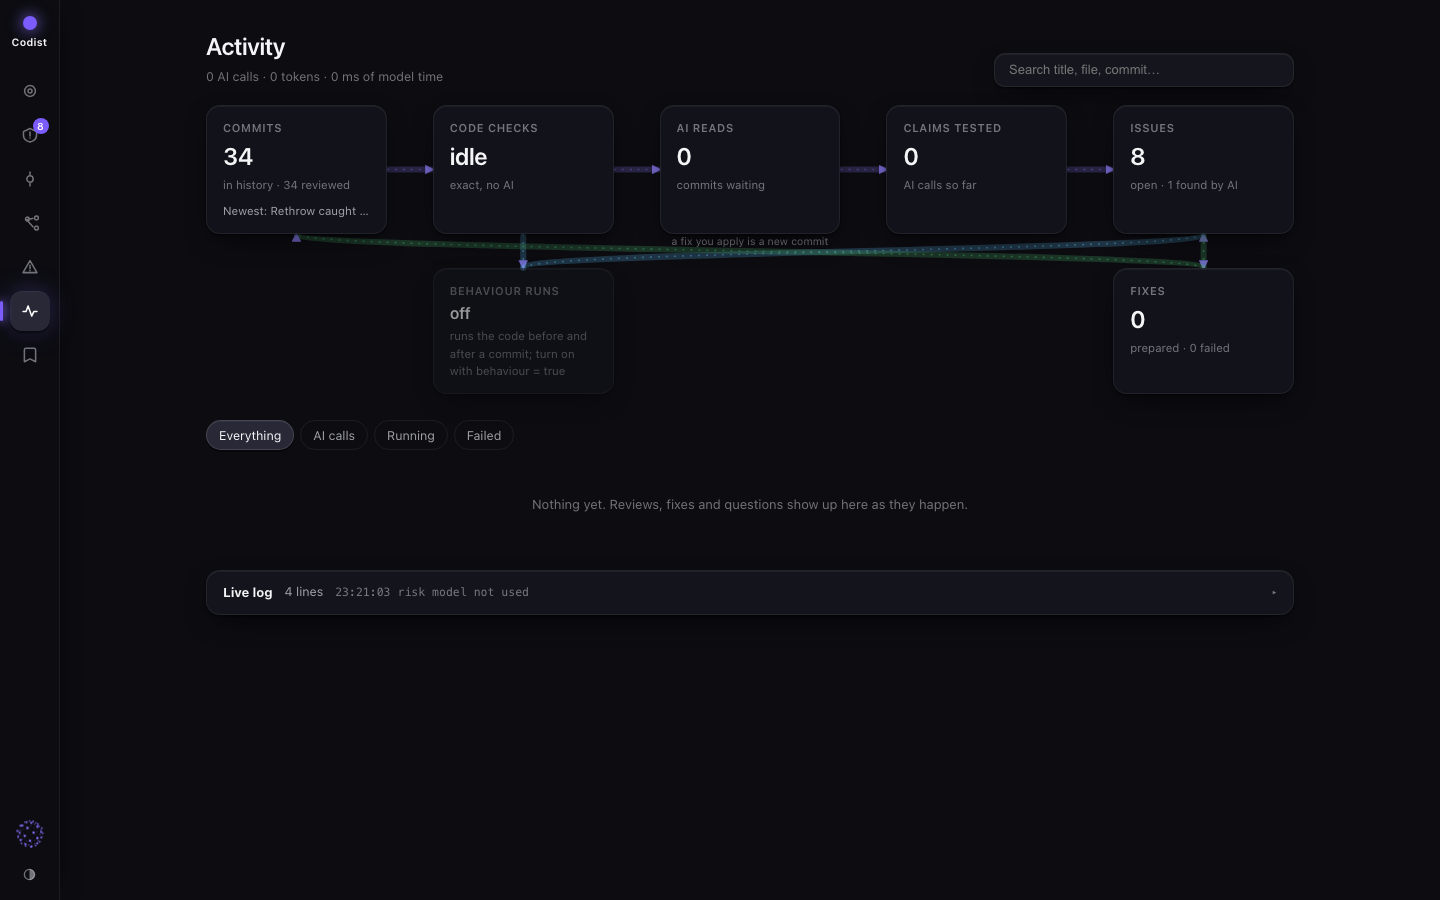 Codist
8
Activity
0 AI calls · 0 tokens · 0 ms of model time
Search title, file, commit…
COMMITS
34
in history · 34 reviewed
Newest: Rethrow caught …
CODE CHECKS
idle
exact, no AI
AI READS
0
commits waiting
CLAIMS TESTED
0
AI calls so far
ISSUES
8
open · 1 found by AI
a fix you apply is a new commit
BEHAVIOUR RUNS
off
runs the code before and
after a commit; turn on
with behaviour = true
FIXES
0
prepared · 0 failed
Everything
AI calls
Running
Failed
Nothing yet. Reviews, fixes and questions show up here as they happen.
Live log 4 lines 23:21:03 risk model not used